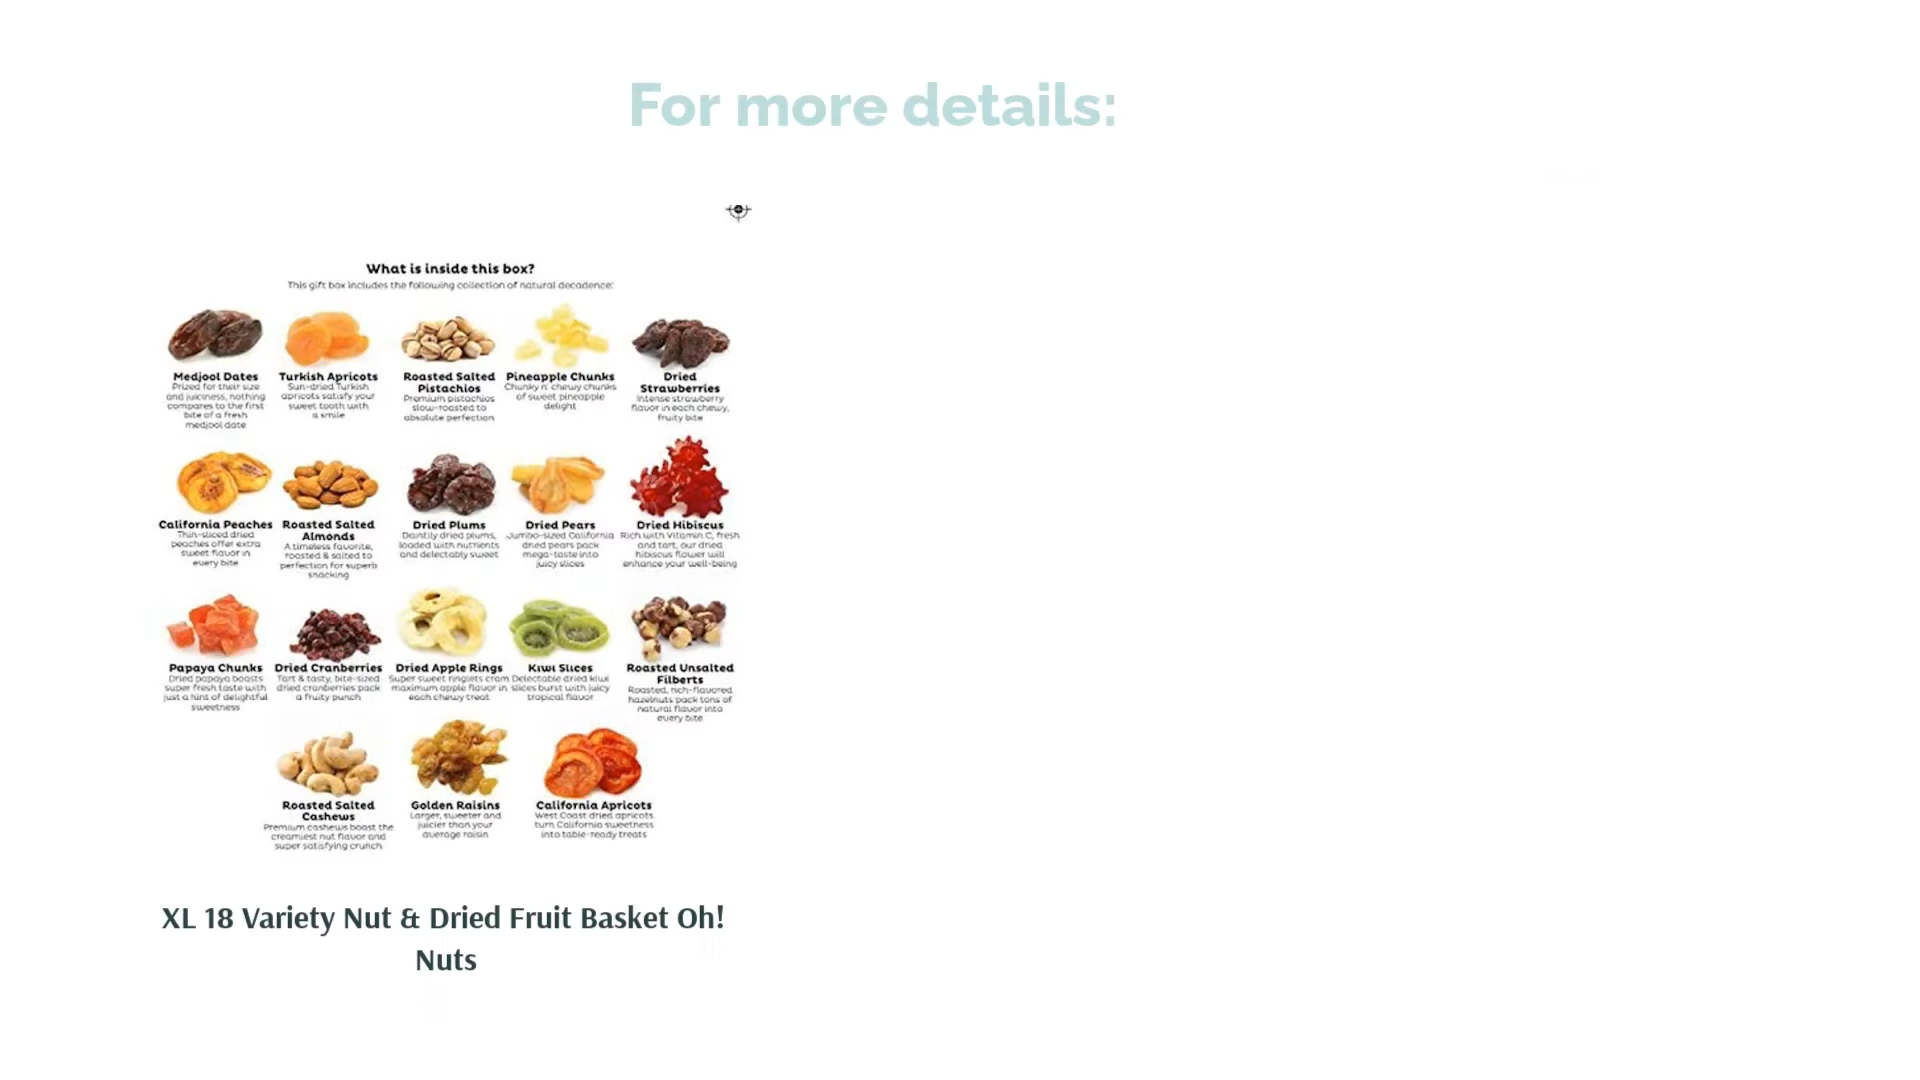 For more details:
What is inside this box?
This gift box includes the following collection of natural decadence:
Medjool Dates
Prized for their size
and juiciness, nothing
compares to the first
bite of a fresh
medjool date
Turkish Apricots
Sun-dried Turkish
apricots satisfy your
sweet tooth with
a smile
Roasted Salted
Pistachios
Premium pistachios
slow-roasted to
absolute perfection
Pineapple Chunks
Chunky n' chewy chunks
of sweet pineapple
delight
Dried
Strawberries
Intense strawberry
flavor in each chewy,
fruity bite
California Peaches
Thin-sliced dried
peaches offer extra
sweet flavor in
every bite
Roasted Salted
Almonds
A timeless favorite,
roasted & salted to
perfection for superb
snacking
Dried Plums
Daintily dried plums,
loaded with nutrients
and delectably sweet
Dried Pears
Jumbo-sized California
dried pears pack
mega-taste into
juicy slices
Dried Hibiscus
Rich with Vitamin C, fresh
and tart, our dried
hibiscus flower will
enhance your well-being
Papaya Chunks
Dried papaya boasts
super fresh taste with
just a hint of delightful
sweetness
Dried Cranberries
Tart & tasty, bite-sized
dried cranberries pack
a fruity punch
Dried Apple Rings
Super sweet ringlets cram
maximum apple flavor in
each chewy treat
Kiwi Slices
Delectable dried kiwi
slices burst with juicy
tropical flavor
Roasted Unsalted
Filberts
Roasted, rich-flavored
hazelnuts pack tons of
natural flavor into
every bite
Roasted Salted
Cashews
Premium cashews boast the
creamiest nut flavor and
super satisfying crunch
Golden Raisins
Larger, sweeter and
juicier than your
average raisin
California Apricots
West Coast dried apricots
turn California sweetness
into table-ready treats
XL 18 Variety Nut & Dried Fruit Basket Oh!
Nuts